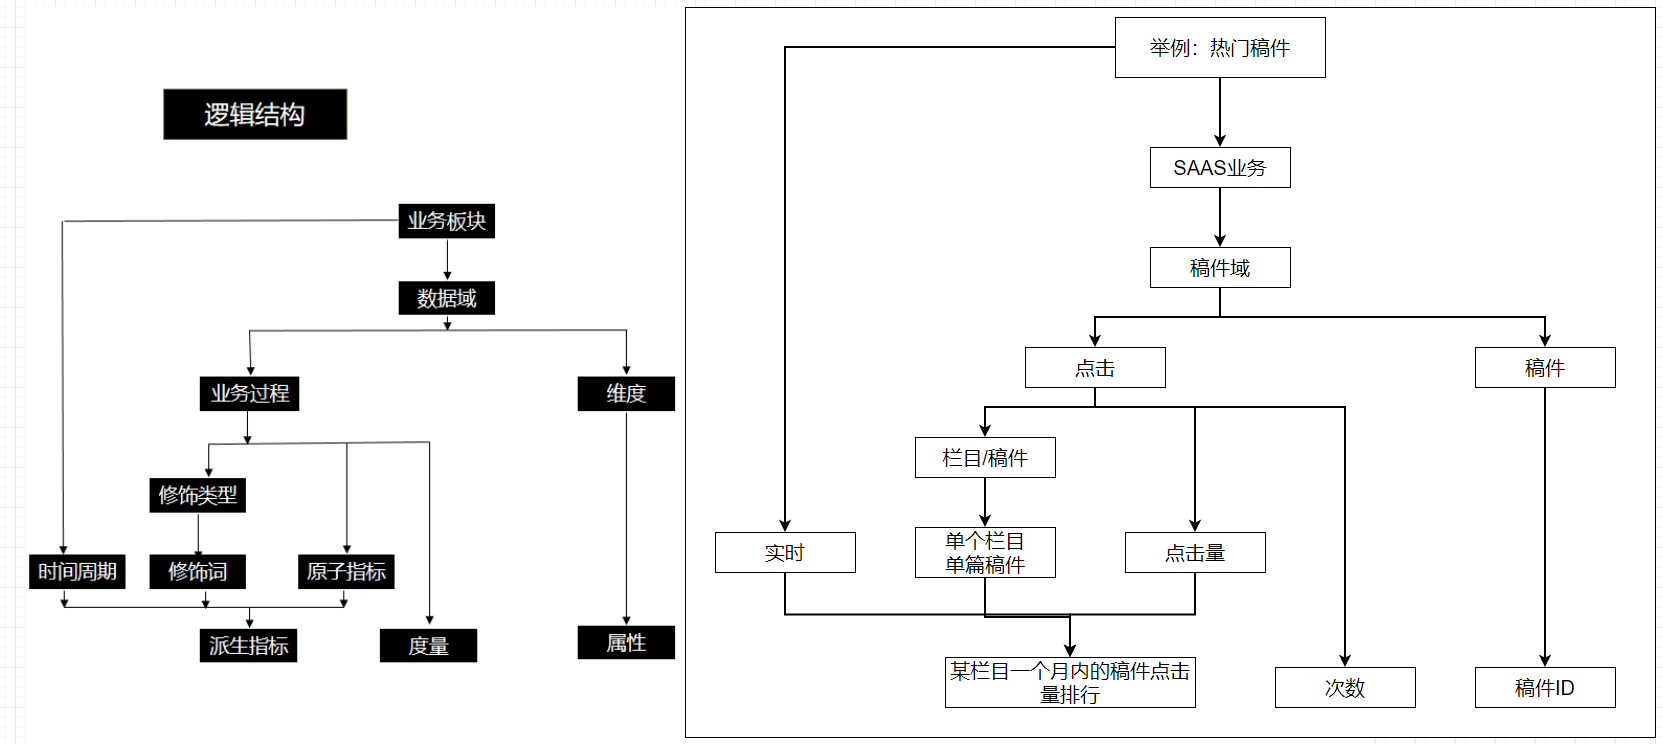 逻辑结构
业务板块
数据域
业务过程
维度
修饰类型
时间周期
修饰词
原子指标
派生指标
度量
属性
举例：热门稿件
SAAS业务
稿件域
点击
稿件
栏目/稿件
实时
单个栏目
单篇稿件
点击量
某栏目一个月内的稿件点击
量排行
次数
稿件ID